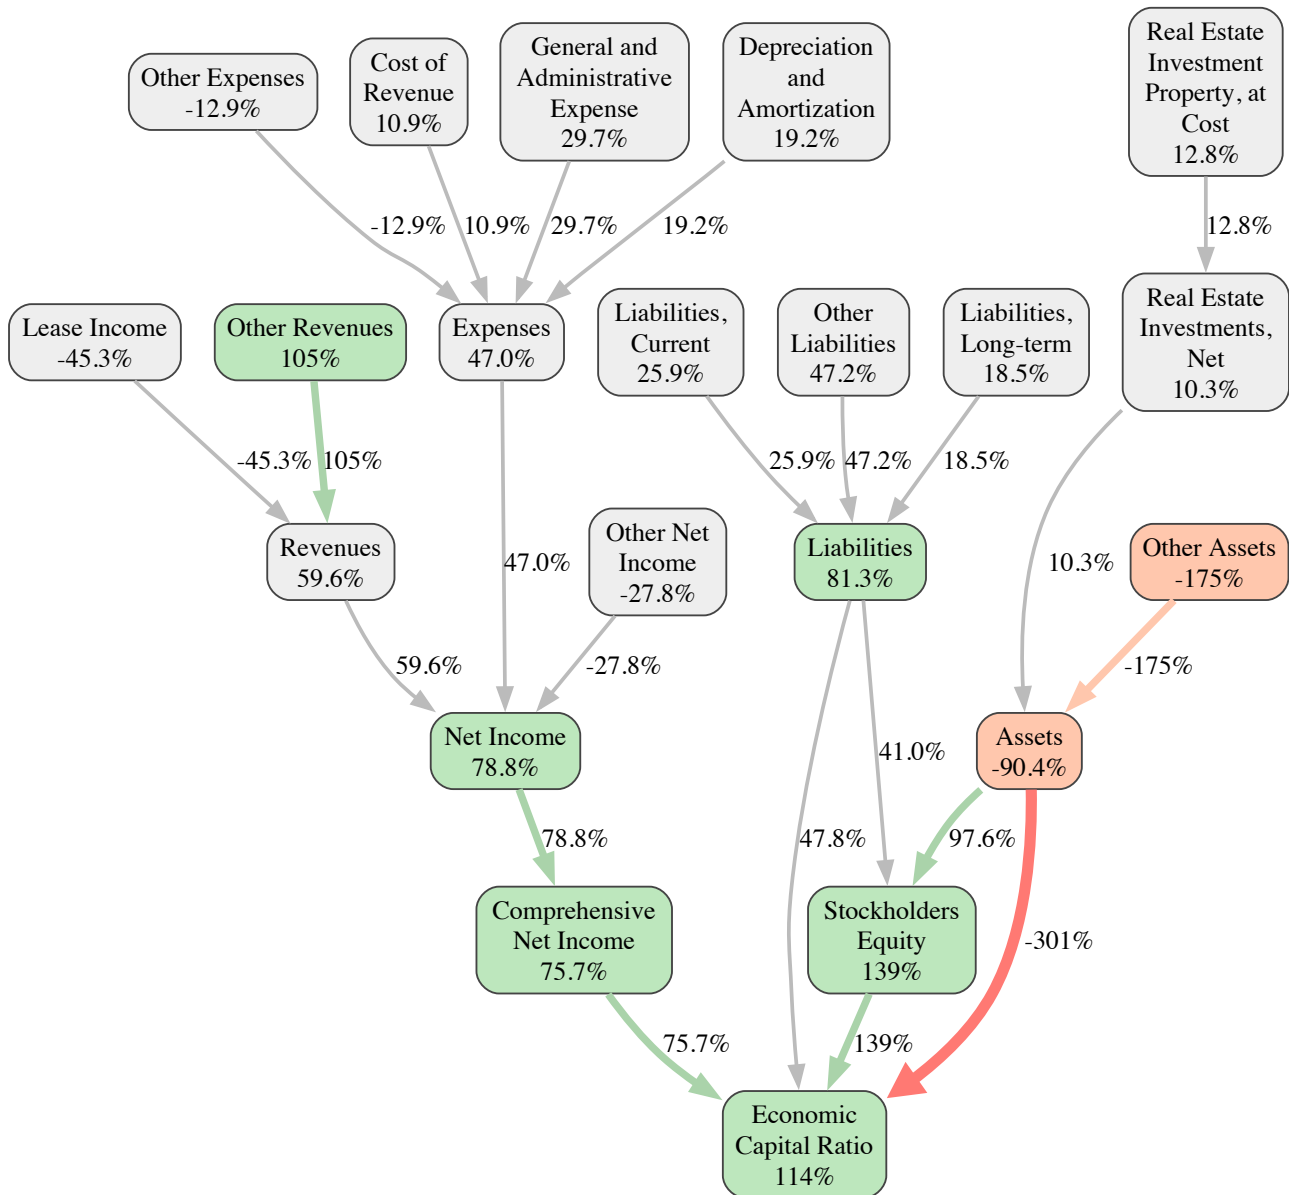 Other Expenses
-12.9%
Cost of
Revenue
10.9%
General and
Administrative
Expense
29.7%
Depreciation
and
Amortization
19.2%
Real Estate
Investment
Property, at
Cost
12.8%
-12.9%
10.9%
29.7%
19.2%
12.8%
Lease Income
-45.3%
Other Revenues
105%
Expenses
47.0%
Liabilities,
Current
25.9%
Other
Liabilities
47.2%
Liabilities,
Long-term
18.5%
Real Estate
Investments,
Net
10.3%
-45.3%
105%
25.9%
47.2%
18.5%
Revenues
59.6%
47.0%
Other Net
Income
-27.8%
Liabilities
81.3%
10.3%
Other Assets
-175%
59.6%
-27.8%
-175%
Net Income
78.8%
41.0%
Assets
-90.4%
78.8%
47.8%
97.6%
Comprehensive
Net Income
75.7%
Stockholders
Equity
139%
-301%
75.7%
139%
Economic
Capital Ratio
114%